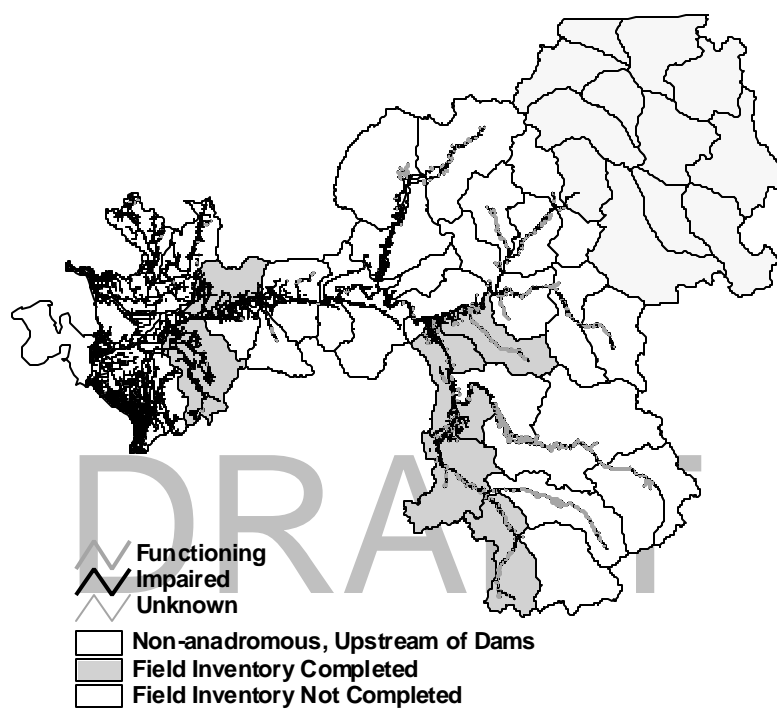 DRAFT
Functioning
Impaired
Unknown
Non-anadromous, Upstream of Dams
Field Inventory Completed
Field Inventory Not Completed